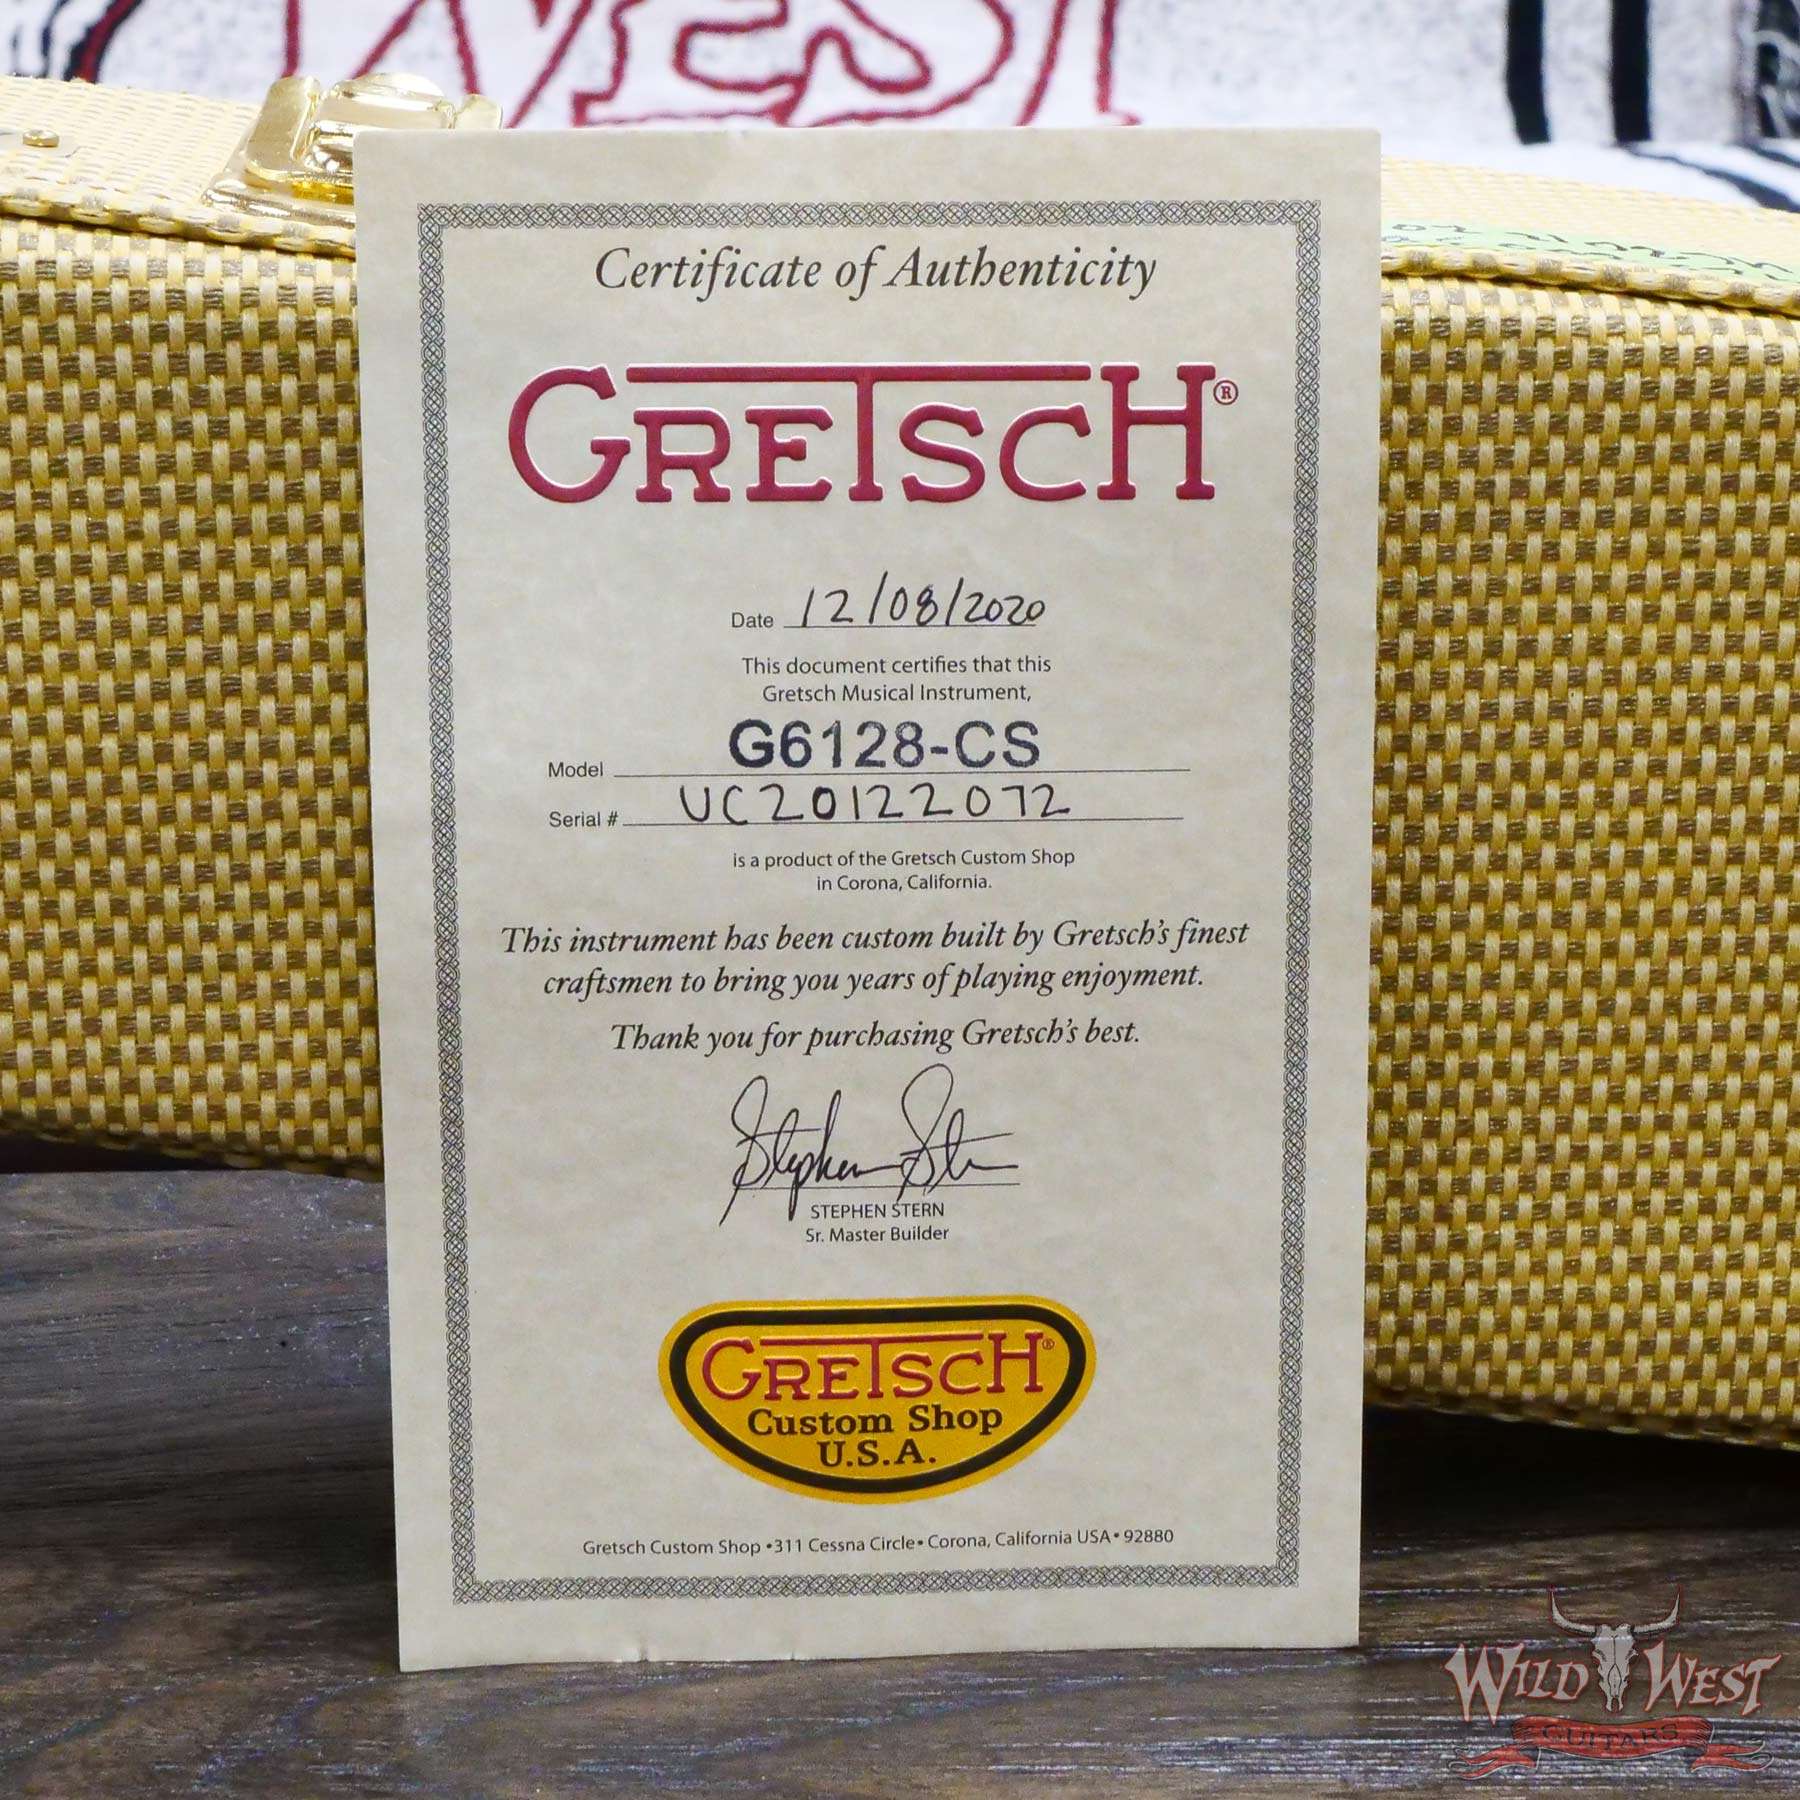 WEST
Certificate of Authenticity
GRETSCH®
Date 12/08/2020
This document certifies that this
Gretsch Musical Instrument,
Model G6128-CS
Serial # UC20122072
is a product of the Gretsch Custom Shop
in Corona, California.
This instrument has been custom built by Gretsch's finest
craftsmen to bring you years of playing enjoyment.
Thank you for purchasing Gretsch's best.
Stephen Stern
STEPHEN STERN
Sr. Master Builder
GRETSCH®
Custom Shop
U.S.A.
Gretsch Custom Shop •311 Cessna Circle• Corona, California USA• 92880
WILD WEST
GUITARS